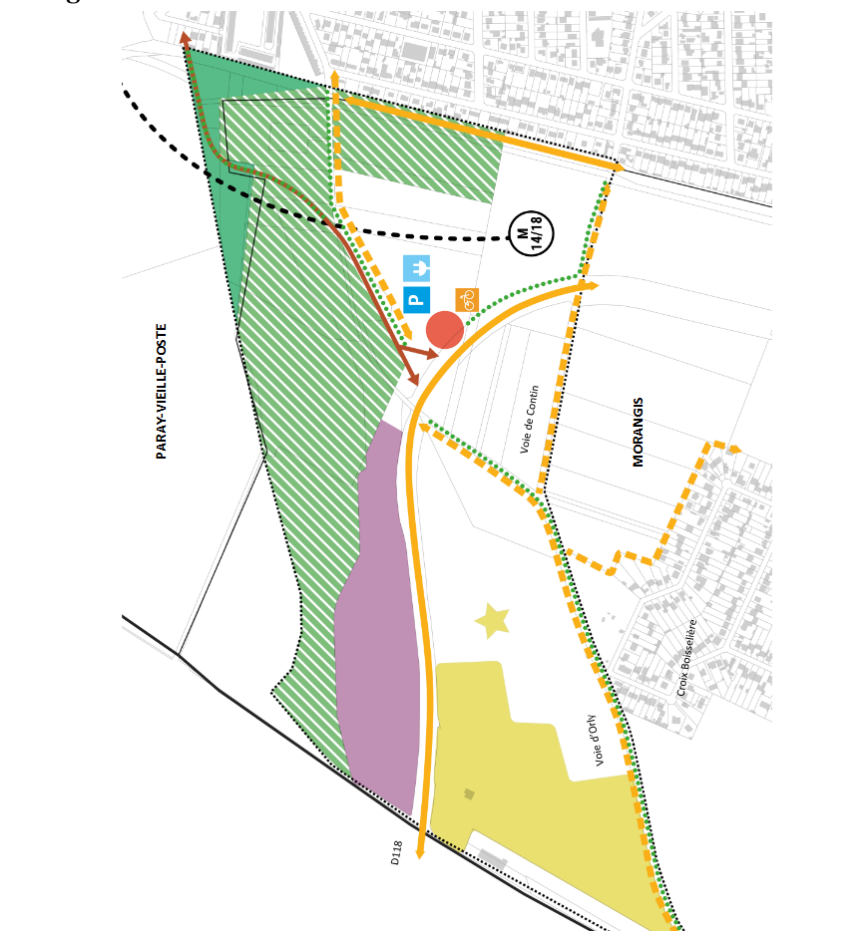 g
M
14/18
P
PARAY-VIEILLE-POSTE
Voie de Contin
MORANGIS
Croix Boisselière
Voie d'Orly
D118